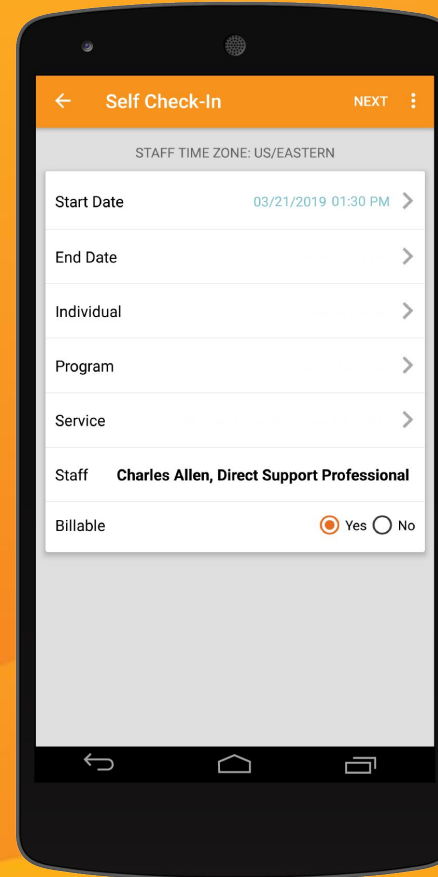 Self Check-In NEXT
STAFF TIME ZONE: US/EASTERN
Start Date 03/21/2019 01:30 PM
End Date
Individual
Program
Service
Staff Charles Allen, Direct Support Professional
Billable Yes No